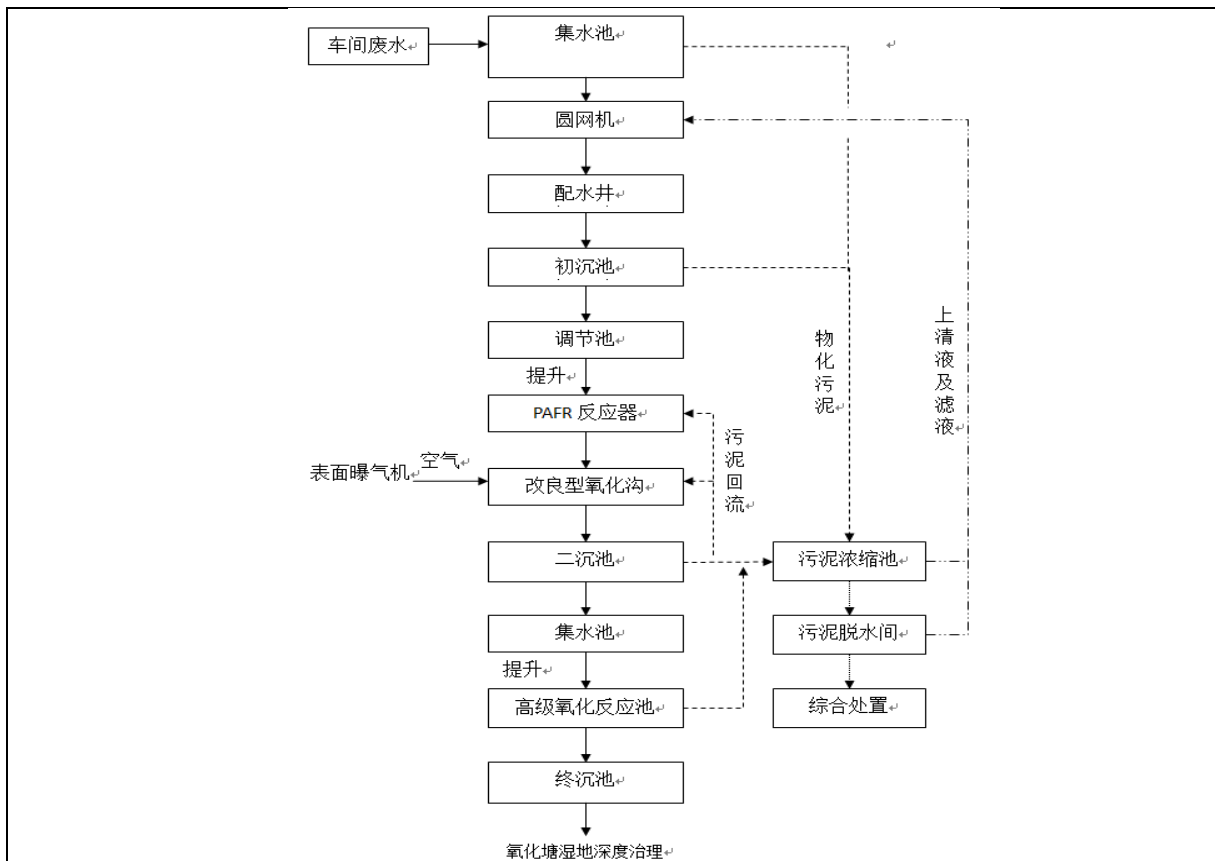 车间废水
集水池
圆网机
配水井
初沉池
调节池
提升
PAFR 反应器
空气
表面曝气机
改良型氧化沟
污泥回流
物化污泥
上清液及滤液
二沉池
污泥浓缩池
集水池
污泥脱水间
提升
高级氧化反应池
综合处置
终沉池
氧化塘湿地深度治理